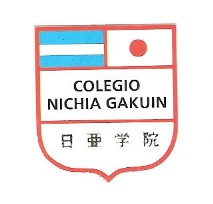 COLEGIO
NICHIA GAKUIN
日亜学院